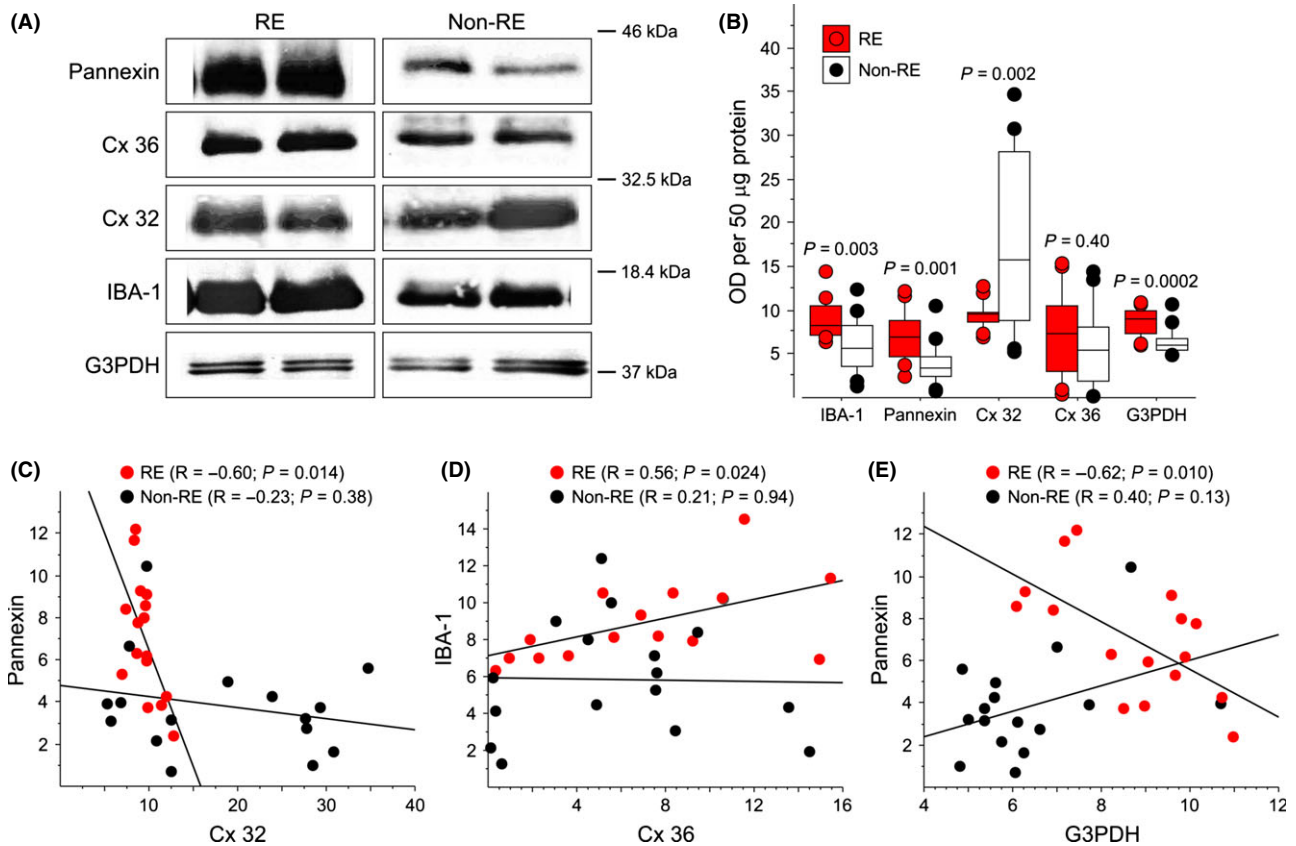 (A)
RE
Non-RE
Pannexin
Cx 36
Cx 32
IBA-1
G3PDH
46 kDa
32.5 kDa
18.4 kDa
37 kDa
(B)
RE
Non-RE
OD per 50 µg protein
40
35
30
25
20
15
10
5
P = 0.003
P = 0.001
P = 0.002
P = 0.40
P = 0.0002
IBA-1
Pannexin
Cx 32
Cx 36
G3PDH
(C)
RE (R = −0.60; P = 0.014)
Non-RE (R = −0.23; P = 0.38)
Pannexin
12
10
8
6
4
2
10
20
30
40
Cx 32
(D)
RE (R = 0.56; P = 0.024)
Non-RE (R = 0.21; P = 0.94)
IBA-1
14
12
10
8
6
4
2
4
8
12
16
Cx 36
(E)
RE (R = −0.62; P = 0.010)
Non-RE (R = 0.40; P = 0.13)
Pannexin
12
10
8
6
4
2
4
6
8
10
12
G3PDH